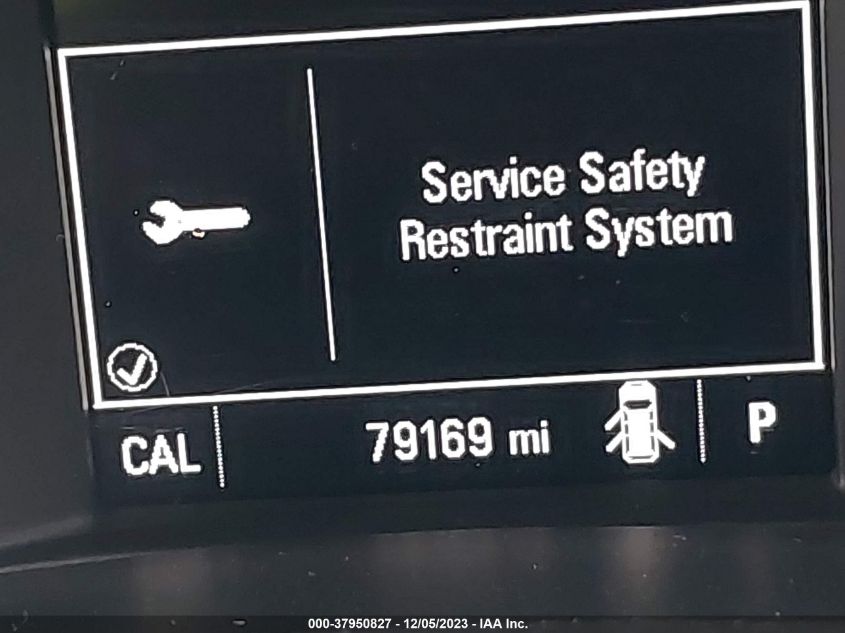 Service Safety
Restraint System
CAL 79169 mi P
000-37950827 - 12/05/2023 - IAA Inc.